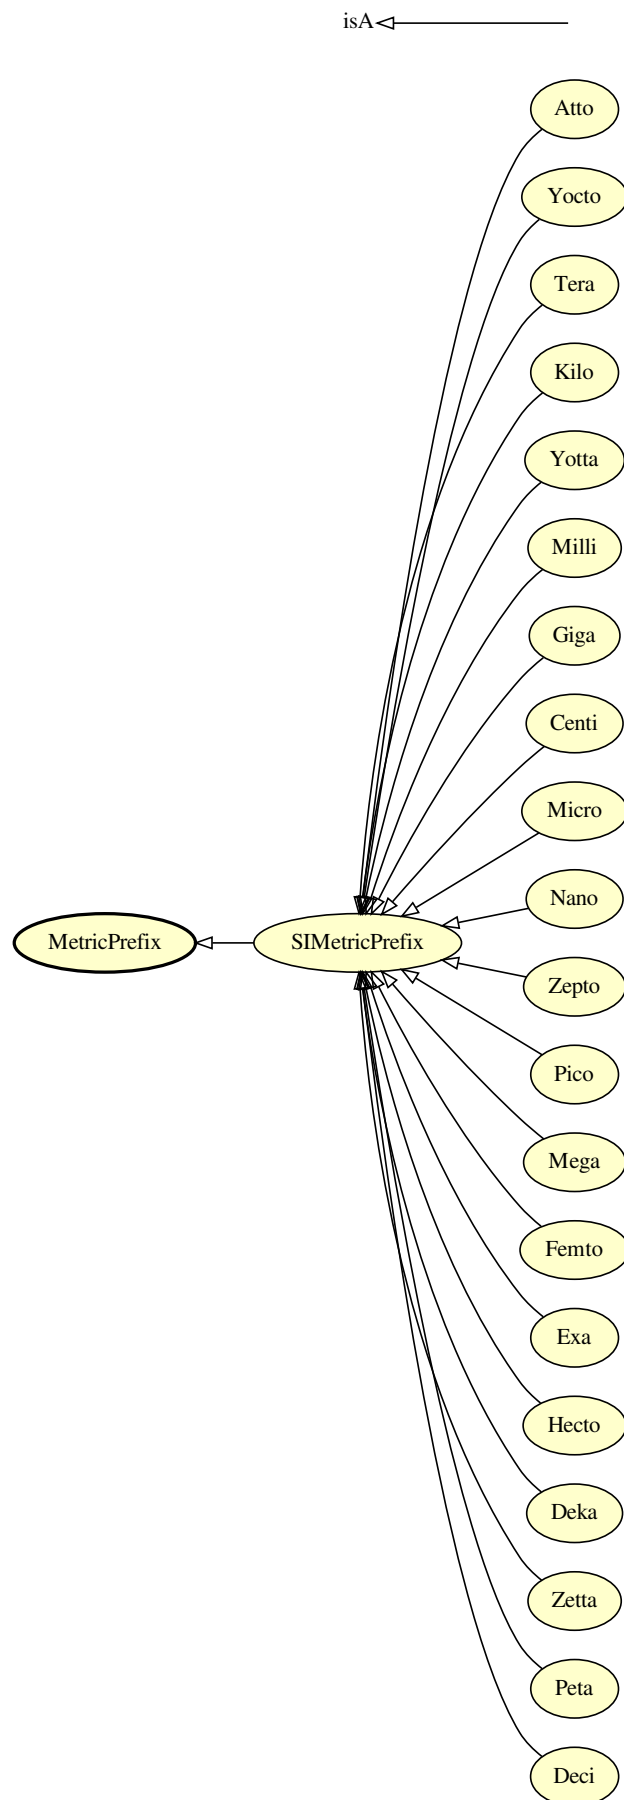 isA
Atto
Yocto
Tera
Kilo
Yotta
Milli
Giga
Centi
Micro
Nano
MetricPrefix
SIMetricPrefix
Zepto
Pico
Mega
Femto
Exa
Hecto
Deka
Zetta
Peta
Deci